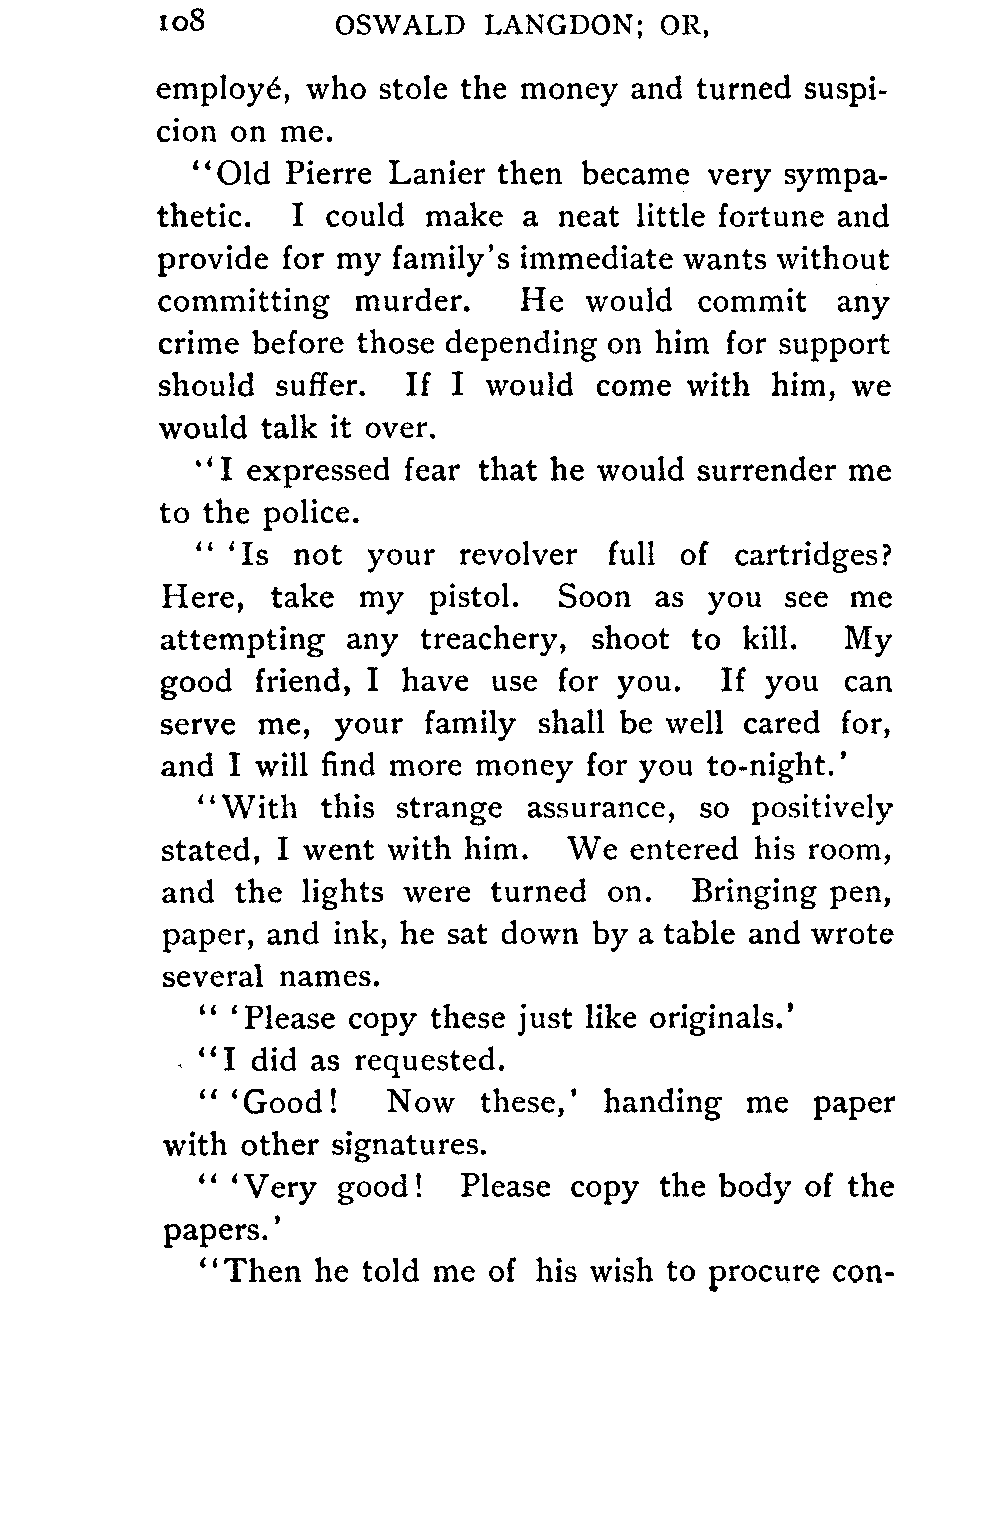 108 OSWALD LANGDON; OR,
employé, who stole the money and turned suspi-
cion on me.
"Old Pierre Lanier then became very sympa-
thetic. I could make a neat little fortune and
provide for my family's immediate wants without
committing murder. He would commit any
crime before those depending on him for support
should suffer. If I would come with him, we
would talk it over.
"I expressed fear that he would surrender me
to the police.
" 'Is not your revolver full of cartridges?
Here, take my pistol. Soon as you see me
attempting any treachery, shoot to kill. My
good friend, I have use for you. If you can
serve me, your family shall be well cared for,
and I will find more money for you to-night.'
"With this strange assurance, so positively
stated, I went with him. We entered his room,
and the lights were turned on. Bringing pen,
paper, and ink, he sat down by a table and wrote
several names.
" 'Please copy these just like originals.'
"I did as requested.
" 'Good! Now these,' handing me paper
with other signatures.
" 'Very good! Please copy the body of the
papers.'
"Then he told me of his wish to procure con-